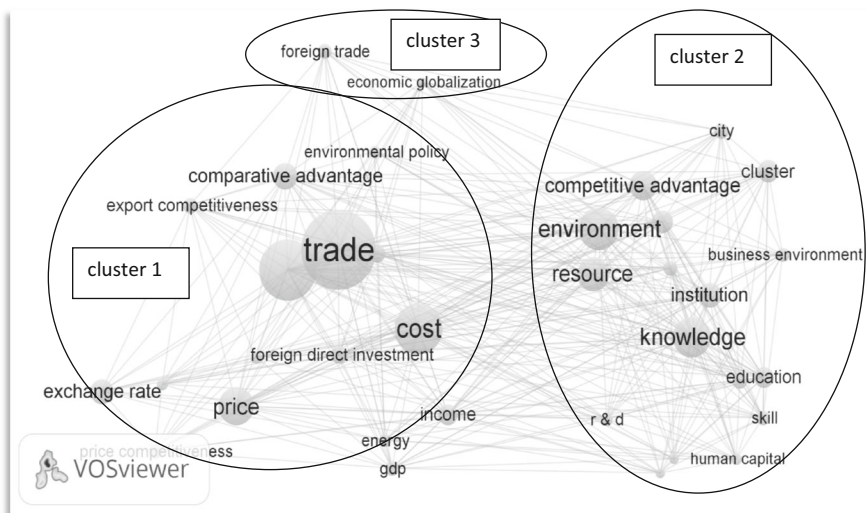 foreign trade
cluster 3
economic globalization
cluster 2
city
environmental policy
comparative advantage
cluster
competitive advantage
export competitiveness
environment
trade
business environment
cluster 1
resource
institution
cost
knowledge
foreign direct investment
education
exchange rate
price
income
r & d
skill
energy
price competitiveness
human capital
gdp
VOSviewer